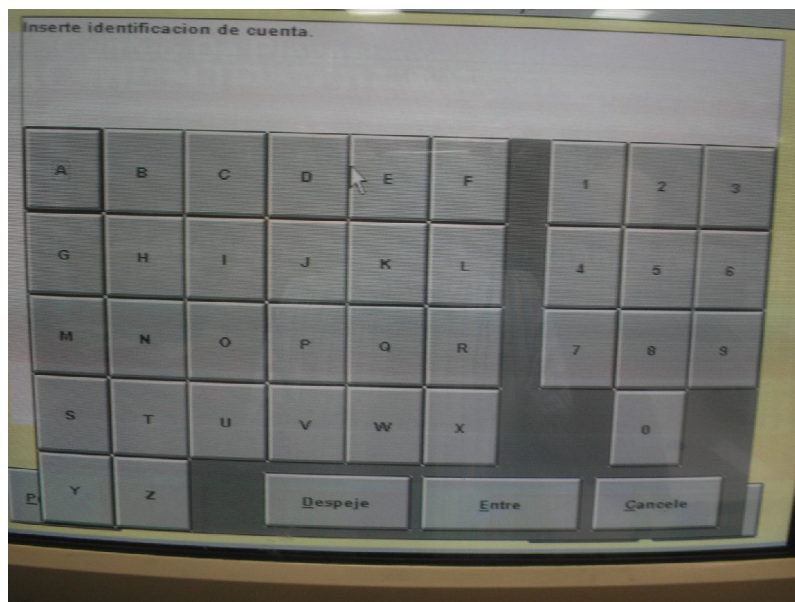 Inserte identificacion de cuenta.
A B C D E F 1 2 3
G H I J K L 4 5 6
M N O P Q R 7 8 9
S T U V W X 0
Y Z Despeje Entre Cancele